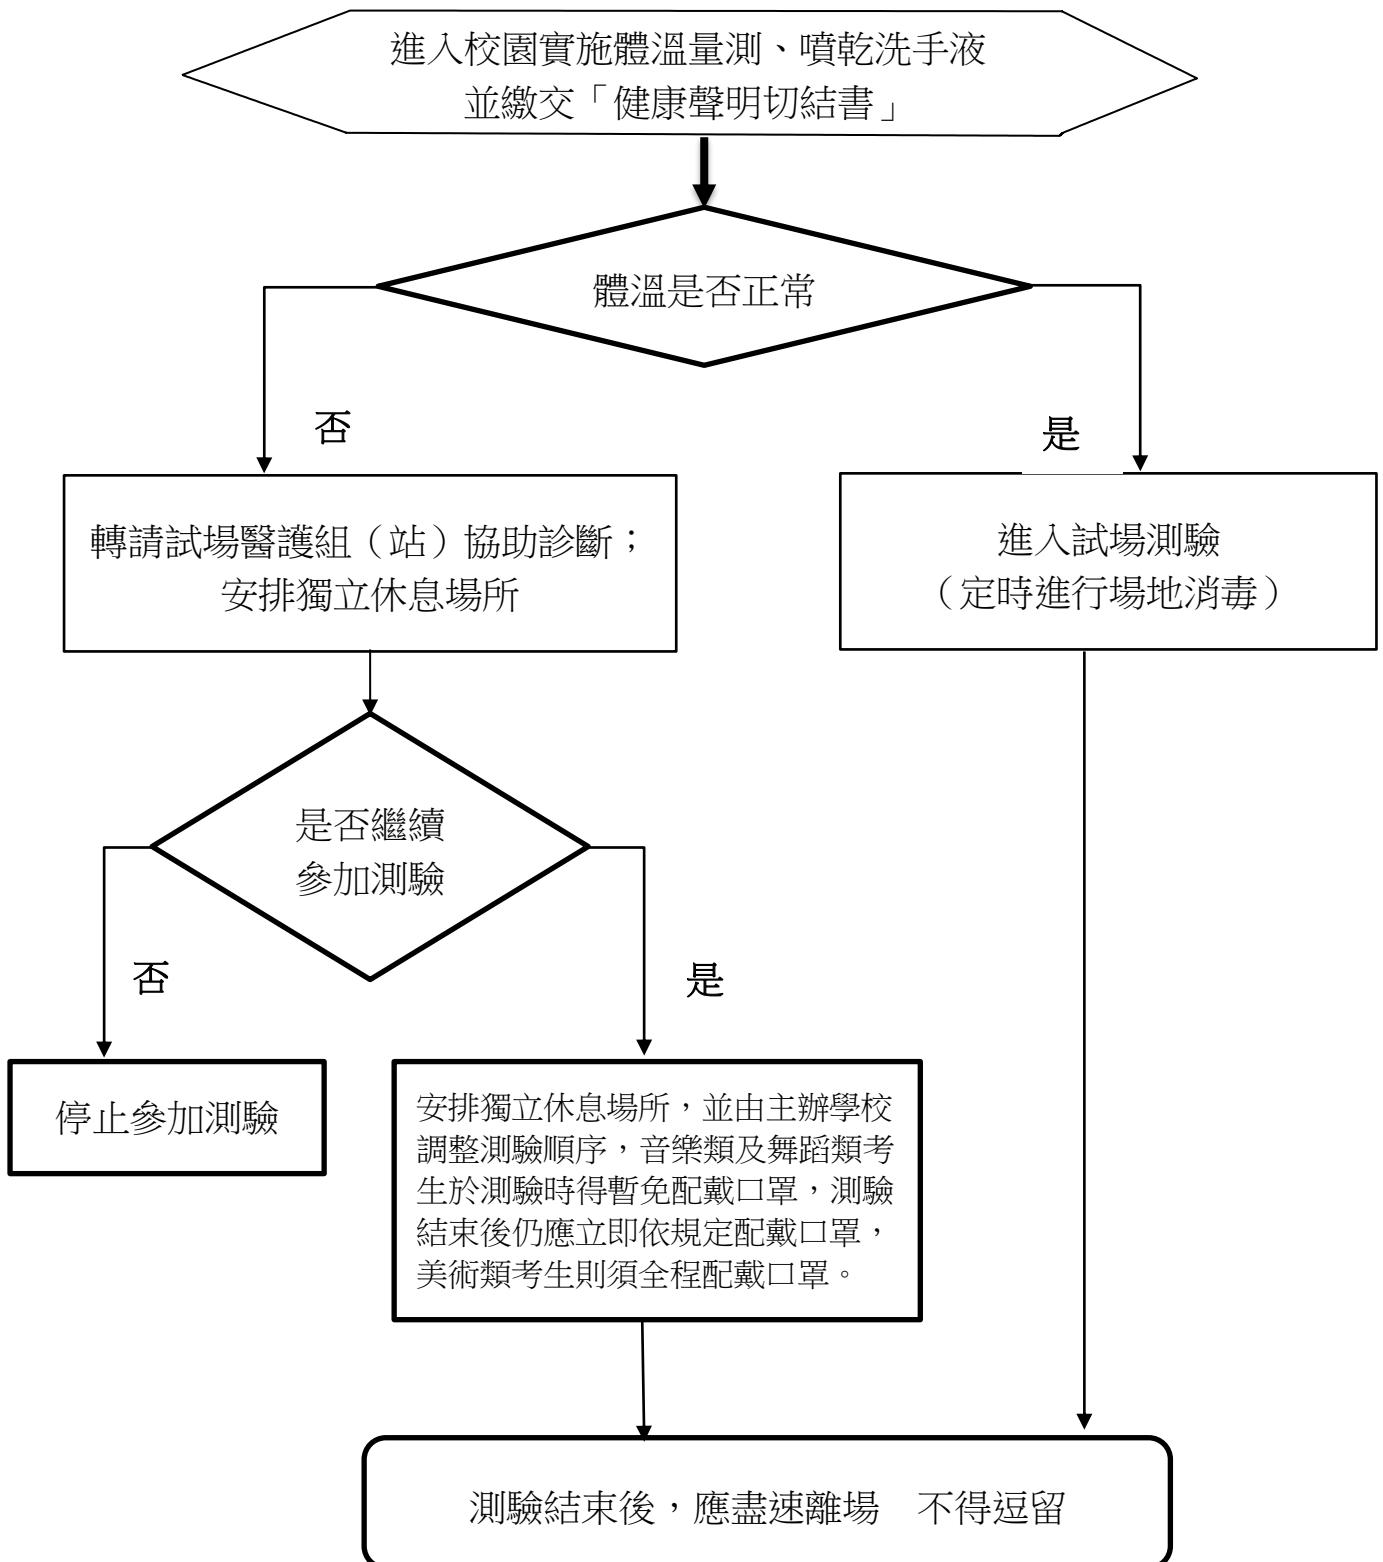 進入校園實施體溫量測、噴乾洗手液
並繳交「健康聲明切結書」
體溫是否正常
否
是
轉請試場醫護組（站）協助診斷；
安排獨立休息場所
進入試場測驗
（定時進行場地消毒）
是否繼續
參加測驗
否
是
停止參加測驗
安排獨立休息場所，並由主辦學校
調整測驗順序，音樂類及舞蹈類考
生於測驗時得暫免配戴口罩，測驗
結束後仍應立即依規定配戴口罩，
美術類考生則須全程配戴口罩。
測驗結束後，應盡速離場　不得逗留